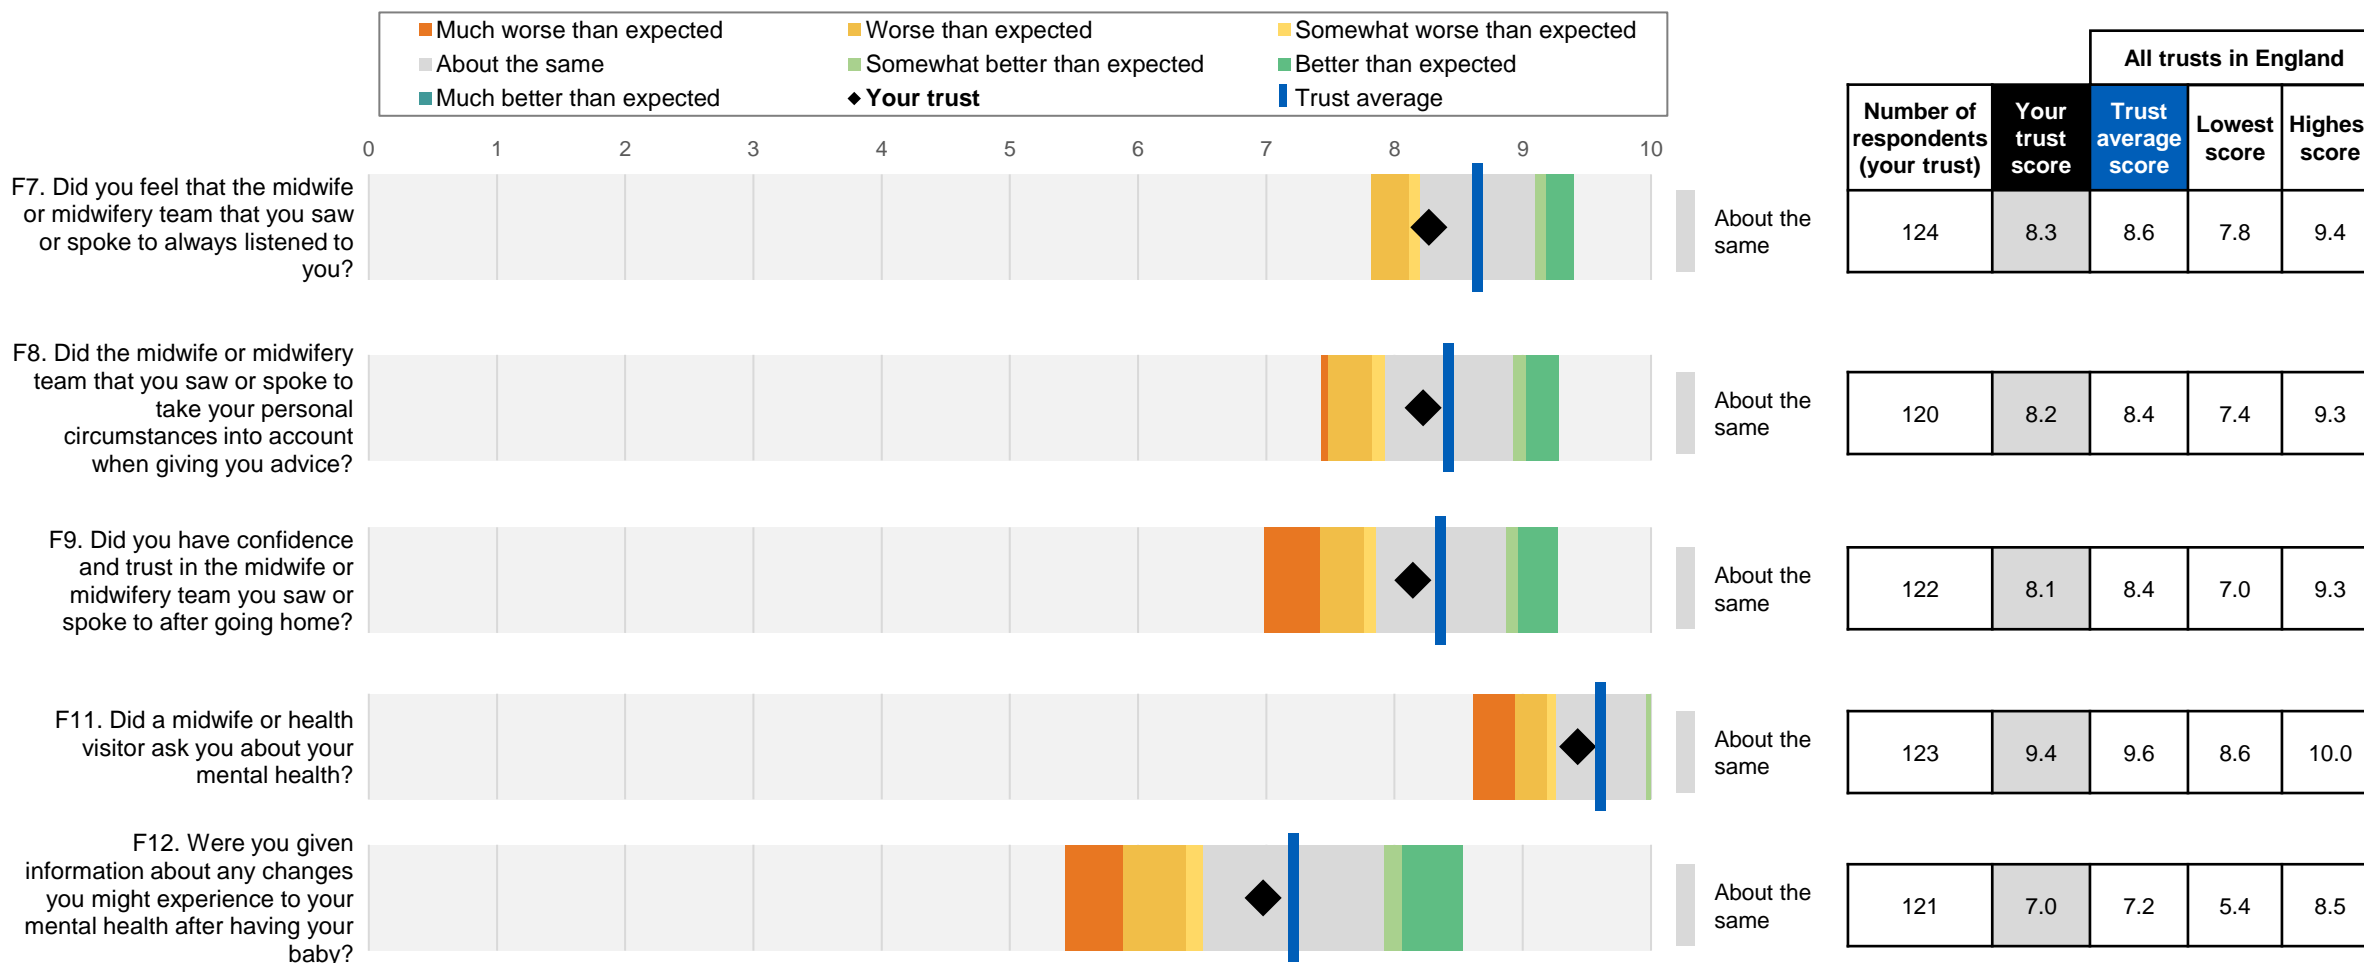 Much worse than expected
Worse than expected
Somewhat worse than expected
About the same
Somewhat better than expected
Better than expected
Much better than expected
Your trust
Trust average
All trusts in England
Number of respondents (your trust)
Your trust score
Trust average score
Lowest score
Highes score
0 1 2 3 4 5 6 7 8 9 10
F7. Did you feel that the midwife
or midwifery team that you saw
or spoke to always listened to
you?
About the
same
124 8.3 8.6 7.8 9.4
F8. Did the midwife or midwifery
team that you saw or spoke to
take your personal
circumstances into account
when giving you advice?
About the
same
120 8.2 8.4 7.4 9.3
F9. Did you have confidence
and trust in the midwife or
midwifery team you saw or
spoke to after going home?
About the
same
122 8.1 8.4 7.0 9.3
F11. Did a midwife or health
visitor ask you about your
mental health?
About the
same
123 9.4 9.6 8.6 10.0
F12. Were you given
information about any changes
you might experience to your
mental health after having your
baby?
About the
same
121 7.0 7.2 5.4 8.5